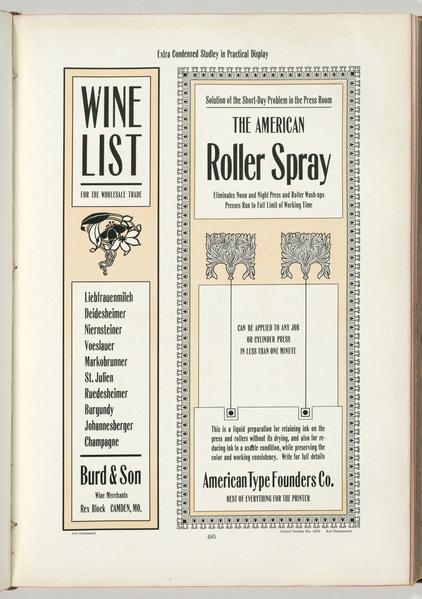 Extra Condensed Studley in Practical Display
WINE
LIST
FOR THE WHOLESALE TRADE
Liebfrauenmilch
Deidesheimer
Niernsteiner
Voeslauer
Markobrunner
St. Julien
Ruedesheimer
Burgundy
Johannesberger
Champagne
Burd & Son
Wine Merchants
Rex Block CAMDEN, MO.
Solution of the Short-Day Problem in the Press Room
THE AMERICAN
Roller Spray
Eliminates Noon and Night Press and Roller Wash-ups
Presses Run to Full Limit of Working Time
CAN BE APPLIED TO ANY JOB
OR CYLINDER PRESS
IN LESS THAN ONE MINUTE
This is a liquid preparation for retaining ink on the
press and rollers without its drying, and also for re-
ducing ink to a usable condition, while preserving the
color and working consistency. Write for full details
American Type Founders Co.
BEST OF EVERYTHING FOR THE PRINTER
Art Ornament
Art Ornaments
485